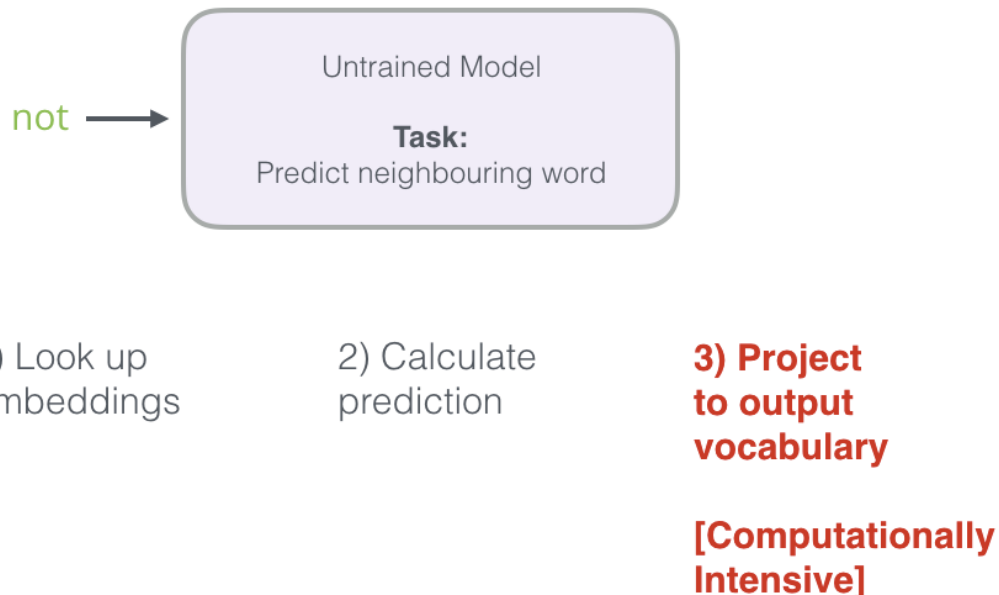 Untrained Model
not
Task:
Predict neighbouring word
) Look up
mbeddings
2) Calculate
prediction
3) Project
to output
vocabulary
[Computationally
Intensive]